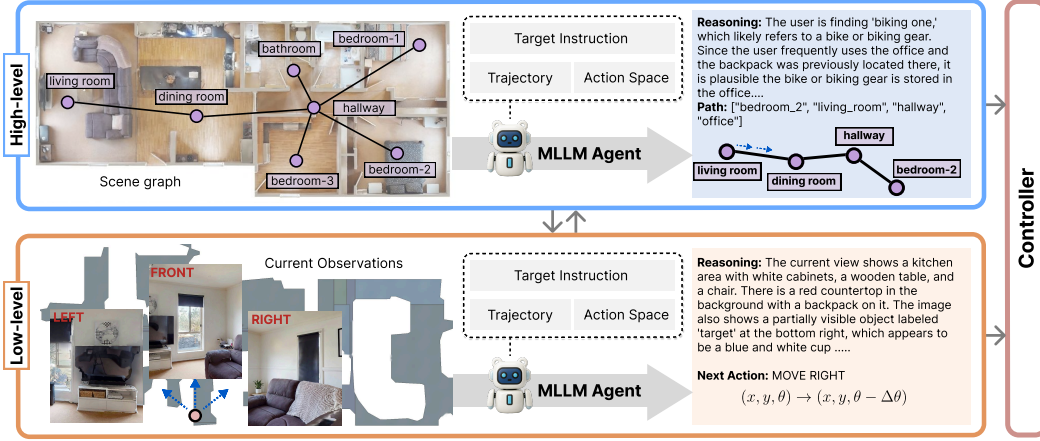 High-level
living room
dining room
bathroom
bedroom-1
hallway
bedroom-3
bedroom-2
Scene graph
Target Instruction
Trajectory
Action Space
MLLM Agent
Reasoning: The user is finding 'biking one,'
which likely refers to a bike or biking gear.
Since the user frequently uses the office and
the backpack was previously located there, it
is plausible the bike or biking gear is stored in
the office....
Path: ["bedroom_2", "living_room", "hallway",
"office"]
hallway
living room
dining room
bedroom-2
Controller
Low-level
LEFT
FRONT
RIGHT
Current Observations
Target Instruction
Trajectory
Action Space
MLLM Agent
Reasoning: The current view shows a kitchen
area with white cabinets, a wooden table, and
a chair. There is a red countertop in the
background with a backpack on it. The image
also shows a partially visible object labeled
'target' at the bottom right, which appears to
be a blue and white cup .....
Next Action: MOVE RIGHT
(x, y, θ) → (x, y, θ − Δθ)